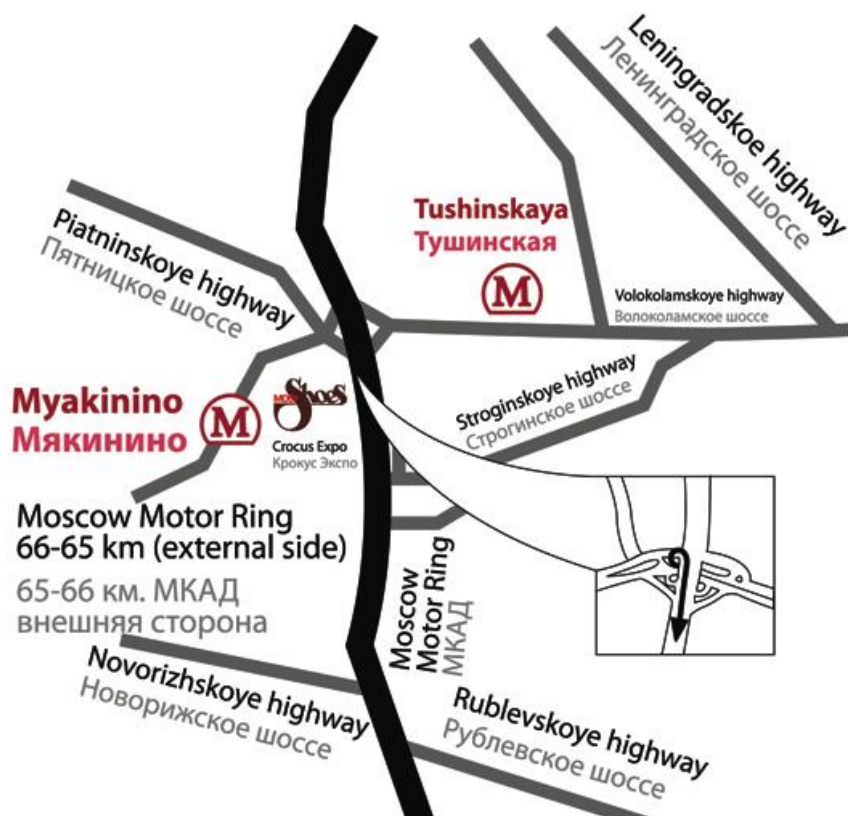 Leningradskoe highway
Ленинградское шоссе
Tushinskaya
Тушинская
M
Piatninskoye highway
Пятницкое шоссе
Volokolamskoye highway
Волоколамское шоссе
Stroginskoye highway
Строгинское шоссе
Myakinino
Мякинино
M
Shoes
Crocus Expo
Крокус Экспо
Moscow Motor Ring
66-65 km (external side)
65-66 км. МКАД
внешняя сторона
Moscow
Motor Ring
МКАД
Novorizhskoye highway
Новорижское шоссе
Rublevskoye highway
Рублевское шоссе